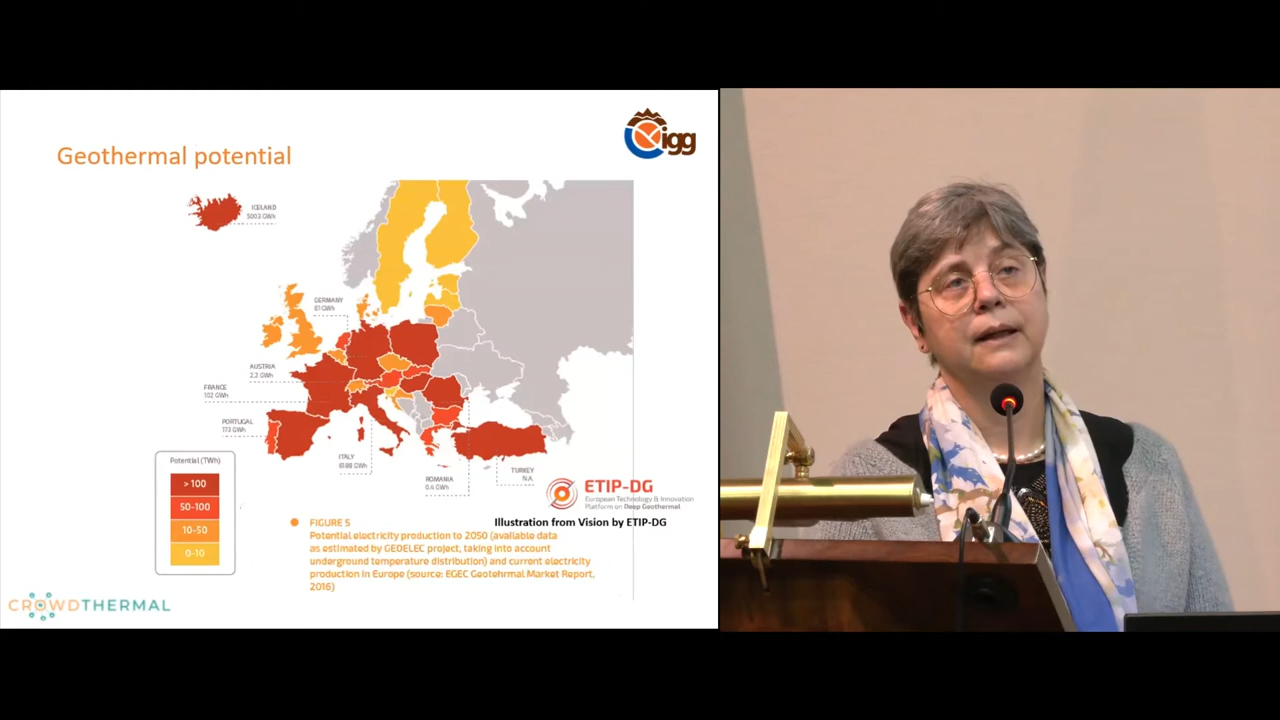 igg
Geothermal potential
ICELAND
5003 GWh
GERMANY
61 GWh
AUSTRIA
2.2 GWh
FRANCE
102 GWh
PORTUGAL
173 GWh
ITALY
6188 GWh
ROMANIA
0.4 GWh
TURKEY
N.A.
Potential (TWh)
> 100
50-100
10-50
0-10
ETIP-DG
European Technology & Innovation
Platform on Deep Geothermal
Illustration from Vision by ETIP-DG
FIGURE 5
Potential electricity production to 2050 (available data
as estimated by GEOELEC project, taking into account
underground temperature distribution) and current electricity
production in Europe (source: EGEC Geotehrmal Market Report,
2016)
CROWDTHERMAL